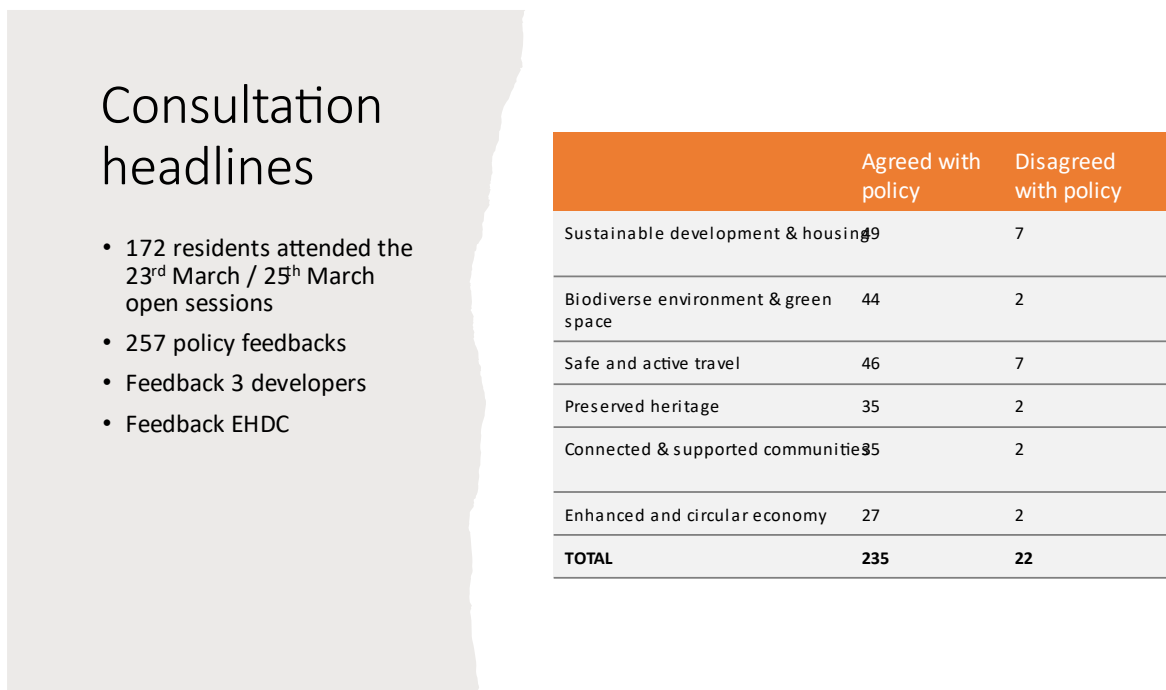 Consultation
headlines
• 172 residents attended the
23rd March / 25th March
open sessions
• 257 policy feedbacks
• Feedback 3 developers
• Feedback EHDC
Agreed with policy Disagreed with policy
Sustainable development & housing 49 7
Biodiverse environment & green space 44 2
Safe and active travel 46 7
Preserved heritage 35 2
Connected & supported communities 35 2
Enhanced and circular economy 27 2
TOTAL 235 22